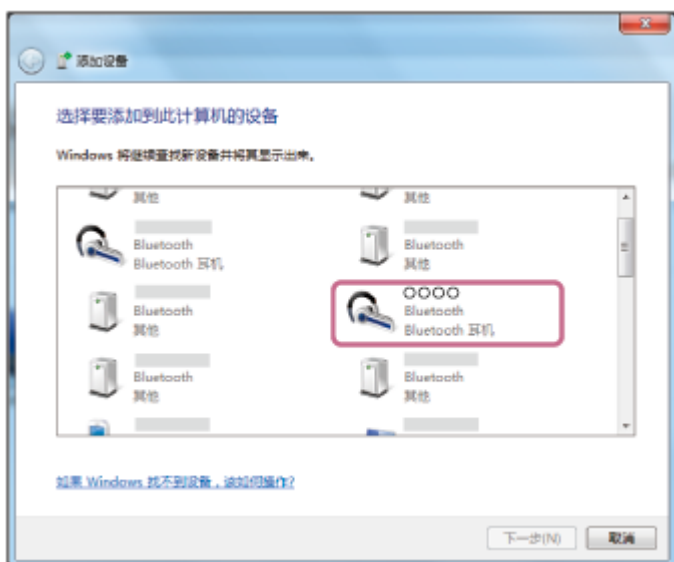 添加设备
选择要添加到此计算机的设备
Windows 将继续查找新设备并将其显示出来。
其他
其他
Bluetooth
Bluetooth 耳机
Bluetooth
其他
Bluetooth
其他
○○○○
Bluetooth
Bluetooth 耳机
Bluetooth
其他
Bluetooth
其他
如果 Windows 找不到设备，该如何操作?
下一步(N)
取消